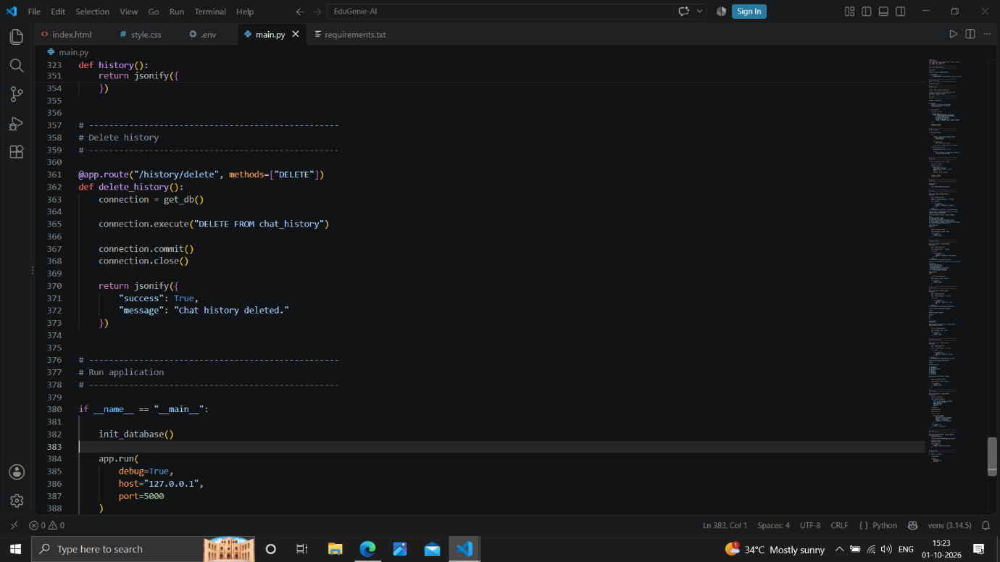 File Edit Selection View Go Run Terminal Help
EduGenie-AI
Sign In
index.html
# style.css
.env
main.py
requirements.txt
main.py
323 def history():
351 return jsonify({
354 })
355
356
357 # --------------------------------------------------
358 # Delete history
359 # --------------------------------------------------
360
361 @app.route("/history/delete", methods=["DELETE"])
362 def delete_history():
363 connection = get_db()
364
365 connection.execute("DELETE FROM chat_history")
366
367 connection.commit()
368 connection.close()
369
370 return jsonify({
371 "success": True,
372 "message": "Chat history deleted."
373 })
374
375
376 # --------------------------------------------------
377 # Run application
378 # --------------------------------------------------
379
380 if __name__ == "__main__":
381
382 init_database()
383
384 app.run(
385 debug=True,
386 host="127.0.0.1",
387 port=5000
388 )
0 0
Ln 383, Col 1 Spaces: 4 UTF-8 CRLF { } Python venv (3.14.5)
Type here to search
1
34°C Mostly sunny
ENG
15:23
01-10-2026